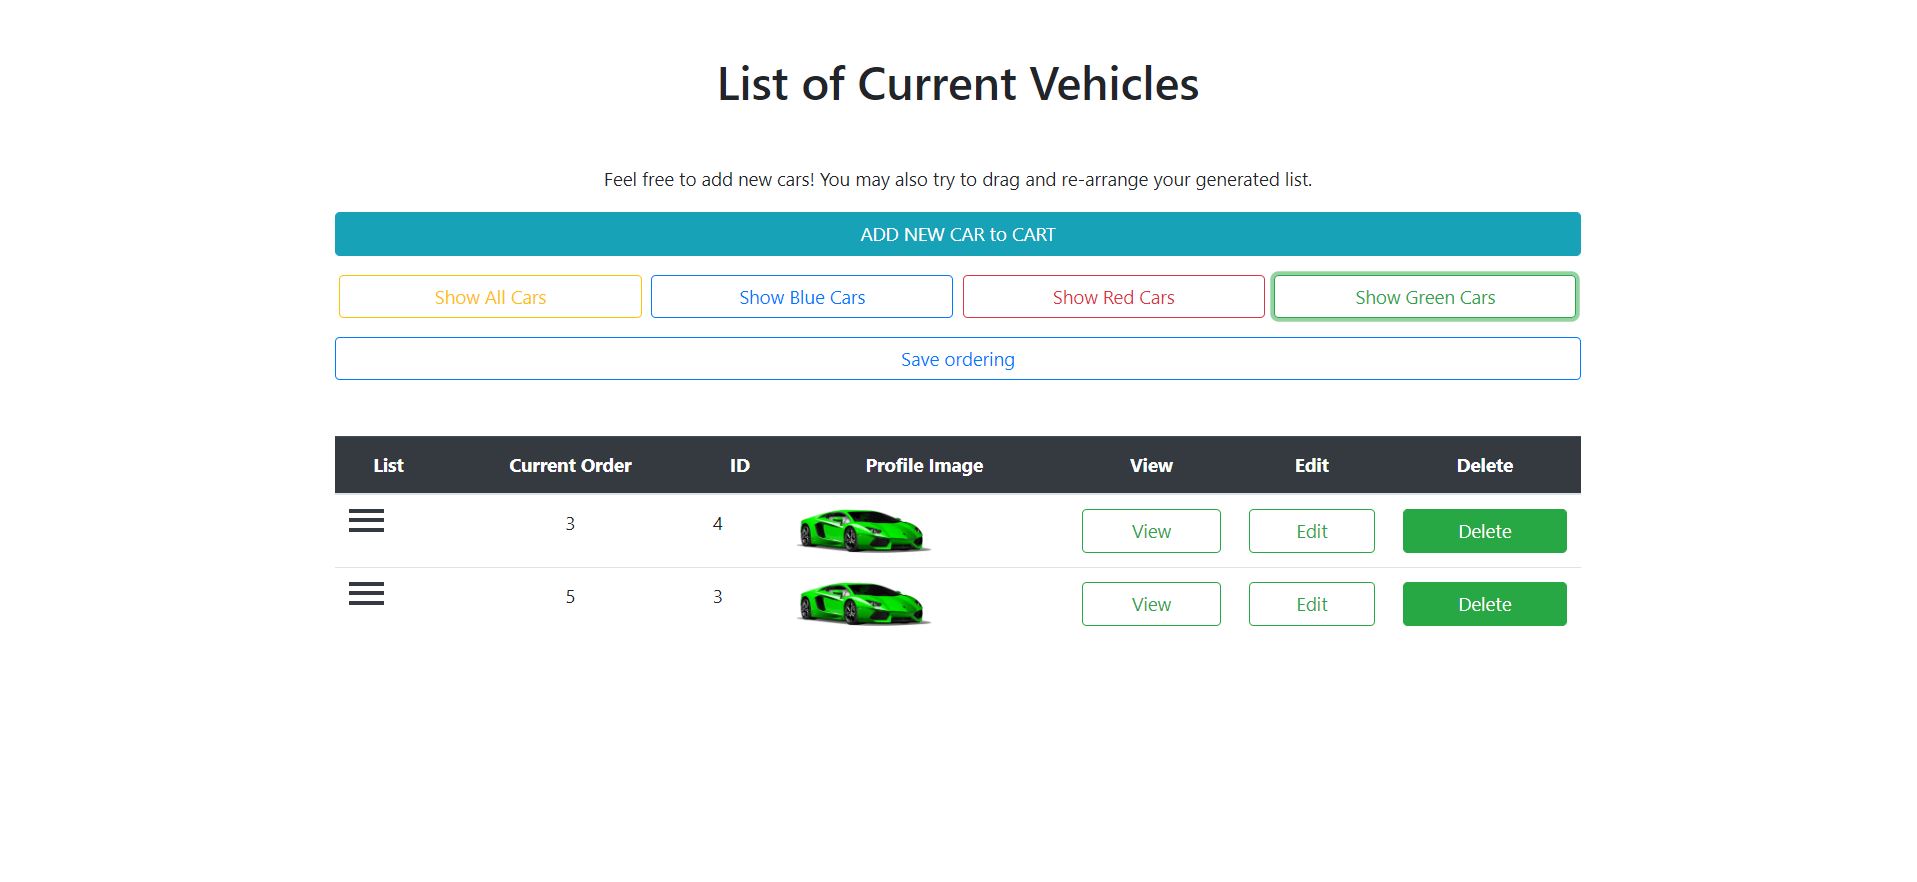 List of Current Vehicles
Feel free to add new cars! You may also try to drag and re-arrange your generated list.
ADD NEW CAR to CART
Show All Cars Show Blue Cars Show Red Cars Show Green Cars
Save ordering
List Current Order ID Profile Image View Edit Delete
3 4 View Edit Delete
5 3 View Edit Delete